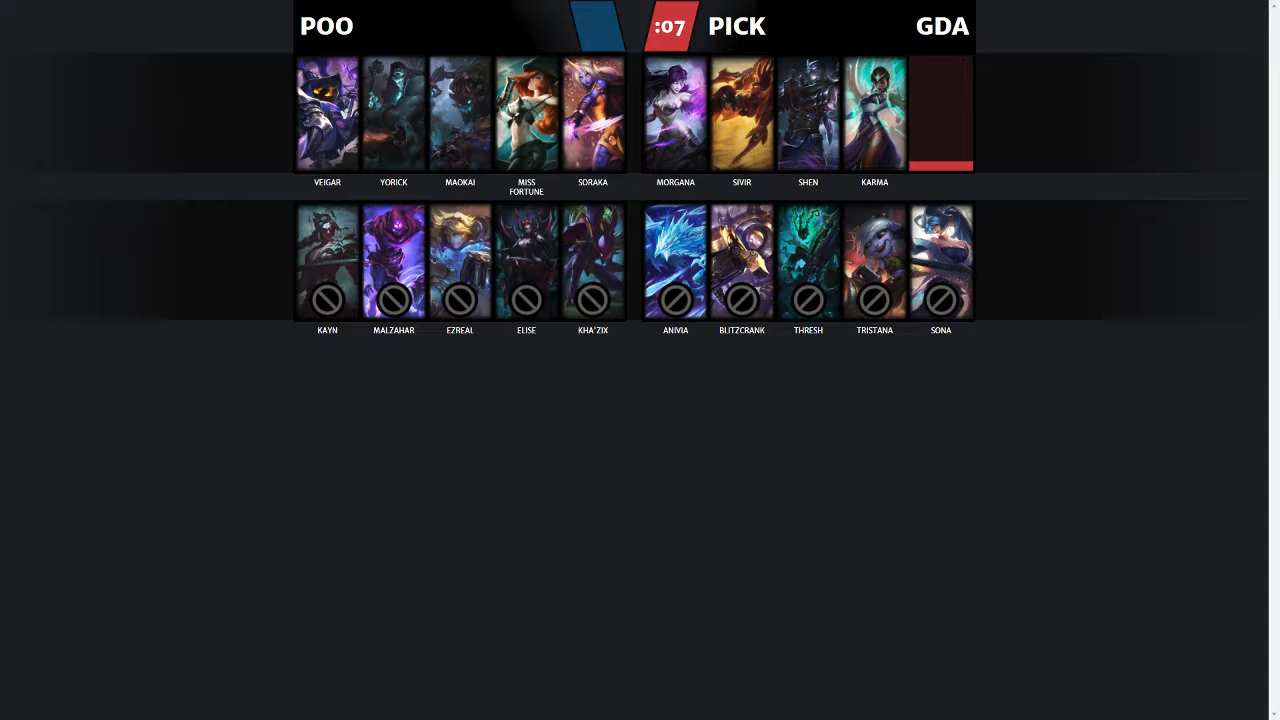 POO
:07 PICK
GDA
VEIGAR
YORICK
MAOKAI
MISS
FORTUNE
SORAKA
MORGANA
SIVIR
SHEN
KARMA
KAYN
MALZAHAR
EZREAL
ELISE
KHA'ZIX
ANIVIA
BLITZCRANK
THRESH
TRISTANA
SONA